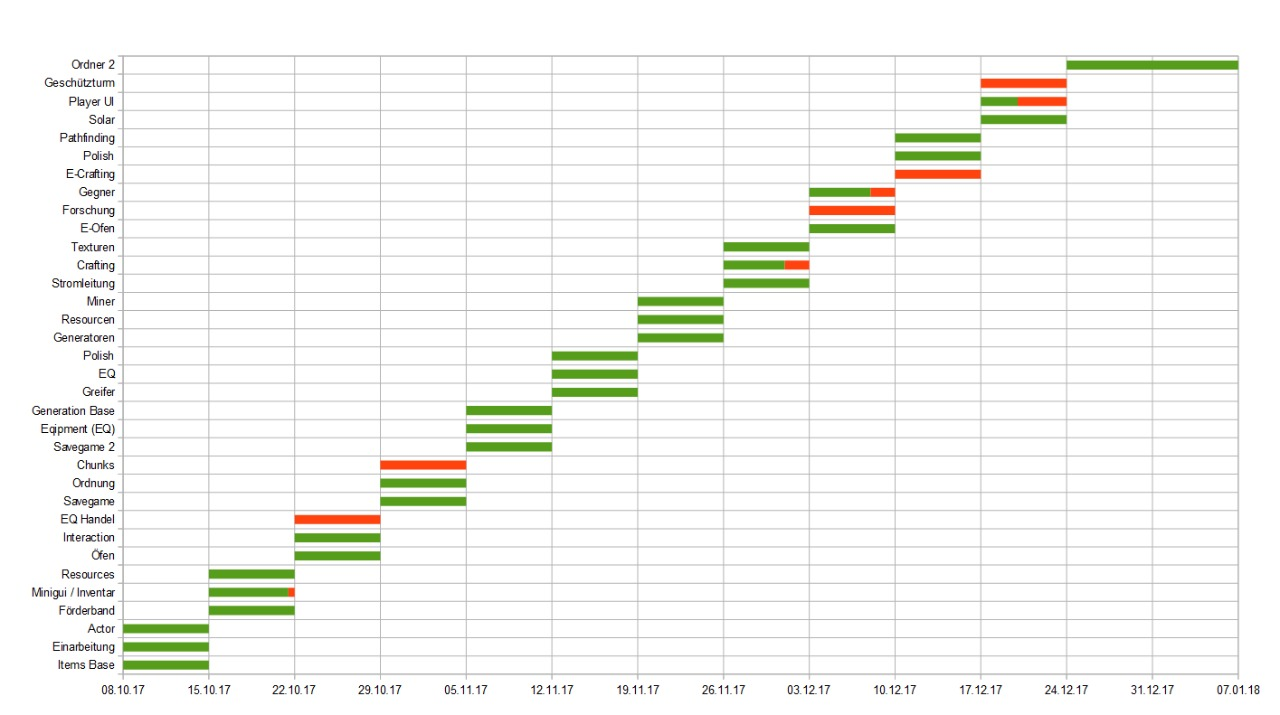 Ordner 2
Geschützturm
Player UI
Solar
Pathfinding
Polish
E-Crafting
Gegner
Forschung
E-Ofen
Texturen
Crafting
Stromleitung
Miner
Resourcen
Generatoren
Polish
EQ
Greifer
Generation Base
Eqipment (EQ)
Savegame 2
Chunks
Ordnung
Savegame
EQ Handel
Interaction
Öfen
Resources
Minigui / Inventar
Förderband
Actor
Einarbeitung
Items Base
08.10.17 15.10.17 22.10.17 29.10.17 05.11.17 12.11.17 19.11.17 26.11.17 03.12.17 10.12.17 17.12.17 24.12.17 31.12.17 07.01.18